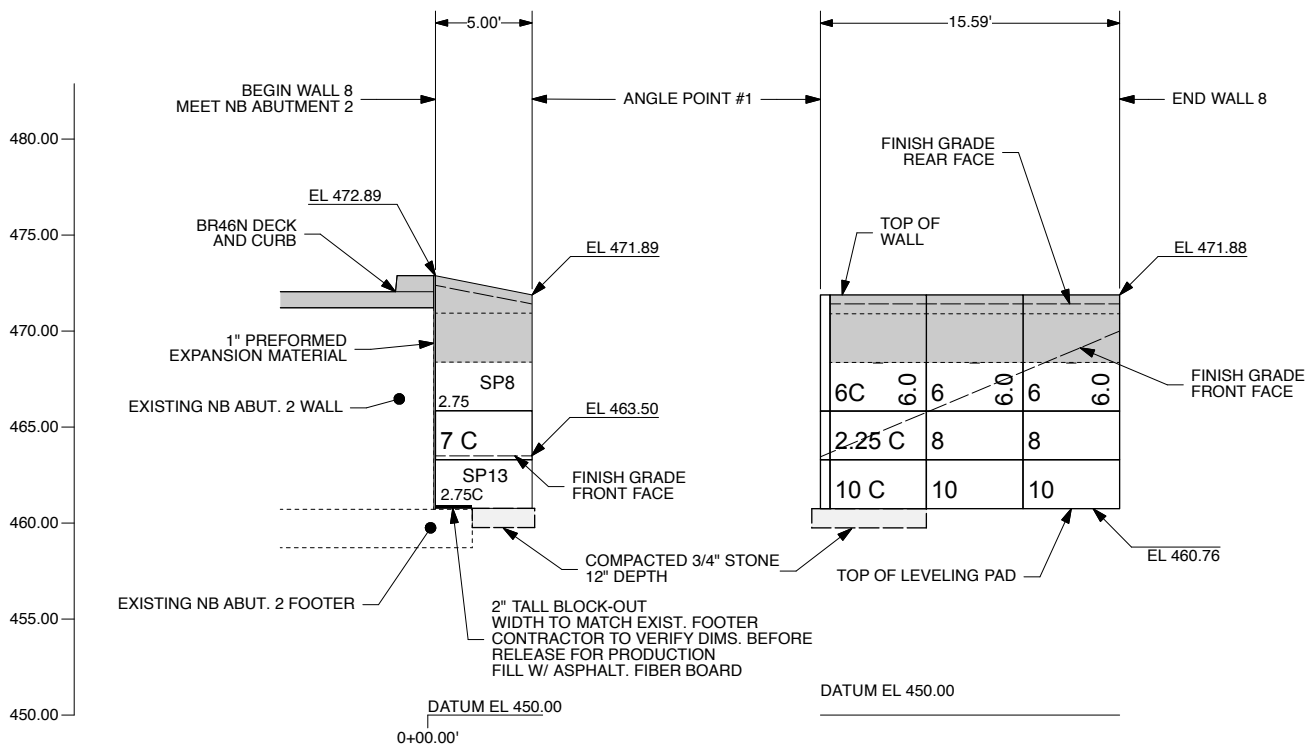 5.00'
15.59'
BEGIN WALL 8
MEET NB ABUTMENT 2
ANGLE POINT #1
END WALL 8
480.00
475.00
470.00
465.00
460.00
455.00
450.00
FINISH GRADE
REAR FACE
EL 472.89
BR46N DECK
AND CURB
TOP OF
WALL
EL 471.89
EL 471.88
1" PREFORMED
EXPANSION MATERIAL
SP8
2.75
EXISTING NB ABUT. 2 WALL
EL 463.50
7 C
SP13
2.75C
FINISH GRADE
FRONT FACE
6C
6.0
6
6.0
6
6.0
FINISH GRADE
FRONT FACE
2.25 C
8
8
10 C
10
10
COMPACTED 3/4" STONE
12" DEPTH
EL 460.76
TOP OF LEVELING PAD
EXISTING NB ABUT. 2 FOOTER
2" TALL BLOCK-OUT
WIDTH TO MATCH EXIST. FOOTER
CONTRACTOR TO VERIFY DIMS. BEFORE
RELEASE FOR PRODUCTION
FILL W/ ASPHALT. FIBER BOARD
DATUM EL 450.00
DATUM EL 450.00
0+00.00'